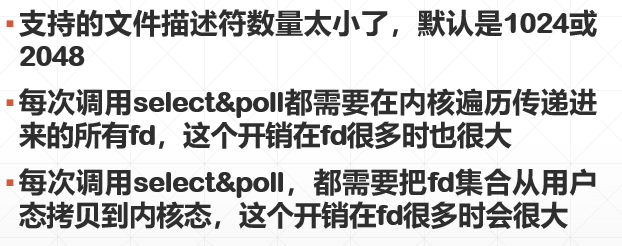 ▪支持的文件描述符数量太小了，默认是1024或
2048
▪每次调用select&poll都需要在内核遍历传递进
来的所有fd，这个开销在fd很多时也很大
▪每次调用select&poll，都需要把fd集合从用户
态拷贝到内核态，这个开销在fd很多时会很大